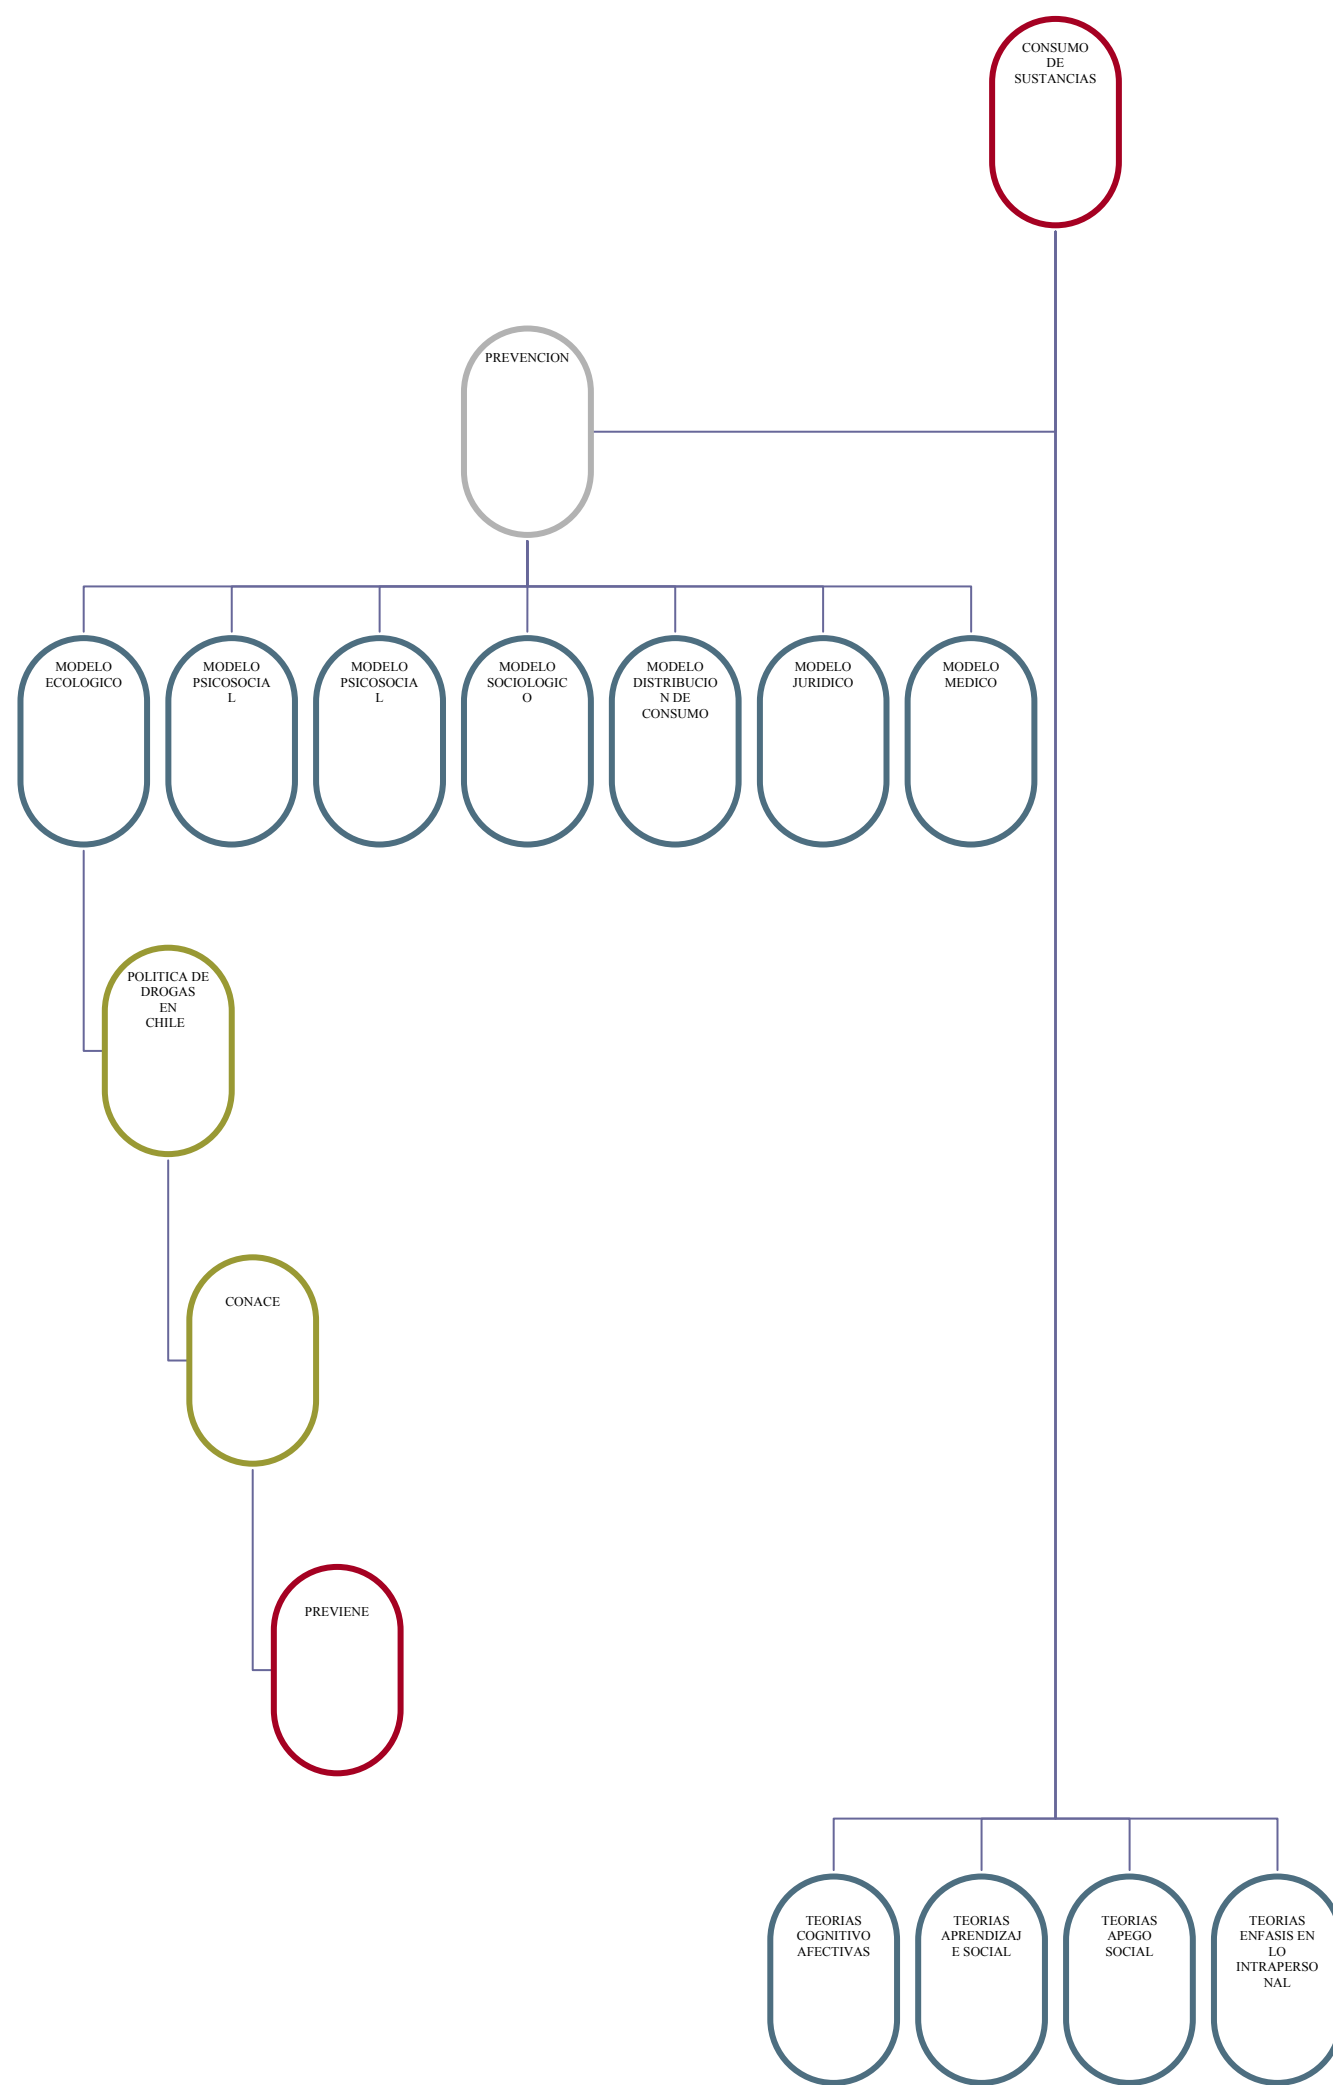 CONSUMO
DE
SUSTANCIAS
PREVENCION
MODELO
ECOLOGICO
MODELO
PSICOSOCIA
L
MODELO
PSICOSOCIA
L
MODELO
SOCIOLOGIC
O
MODELO
DISTRIBUCIO
N DE
CONSUMO
MODELO
JURIDICO
MODELO
MEDICO
POLITICA DE
DROGAS
EN
CHILE
CONACE
PREVIENE
TEORIAS
COGNITIVO
AFECTIVAS
TEORIAS
APRENDIZAJ
E SOCIAL
TEORIAS
APEGO
SOCIAL
TEORIAS
ENFASIS EN
LO
INTRAPERSO
NAL